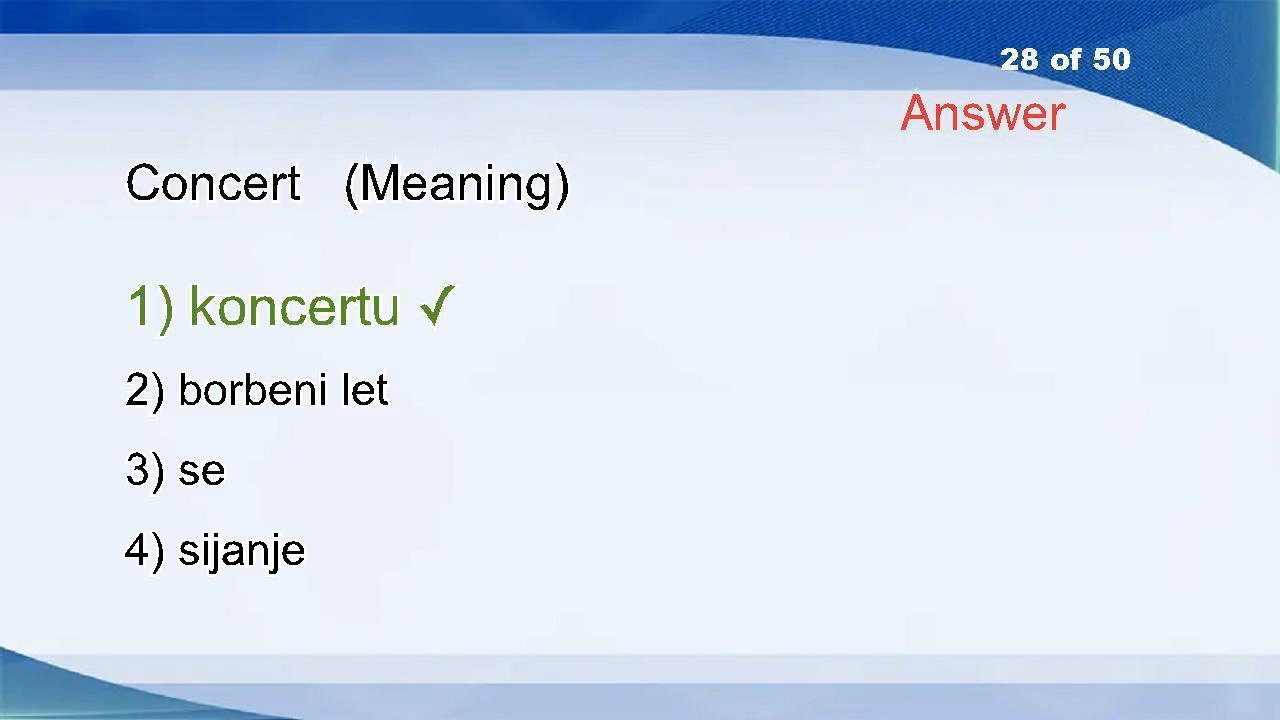 28 of 50
Answer
Concert (Meaning)
1) koncertu ✓
2) borbeni let
3) se
4) sijanje